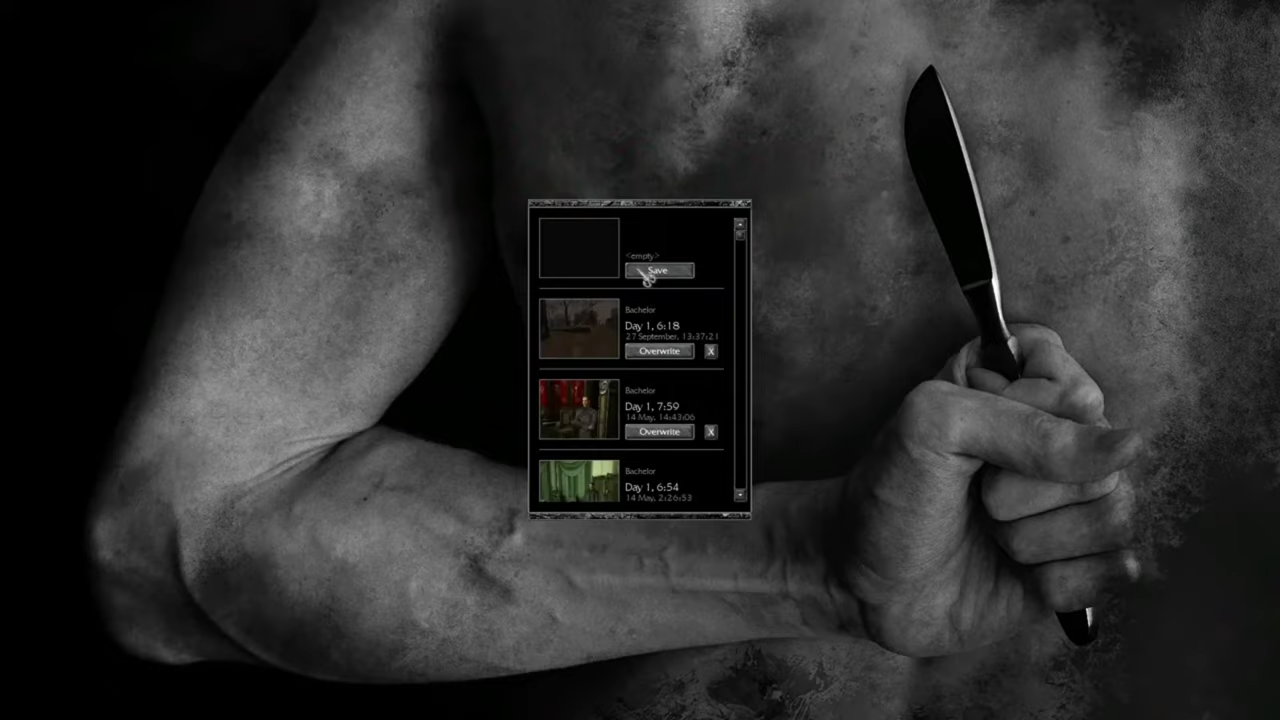 <empty>
Save
Bachelor
Day 1, 6:18
27 September, 13:37:21
Overwrite
X
Bachelor
Day 1, 7:59
14 May, 14:43:06
Overwrite
X
Bachelor
Day 1, 6:54
14 May, 2:26:53